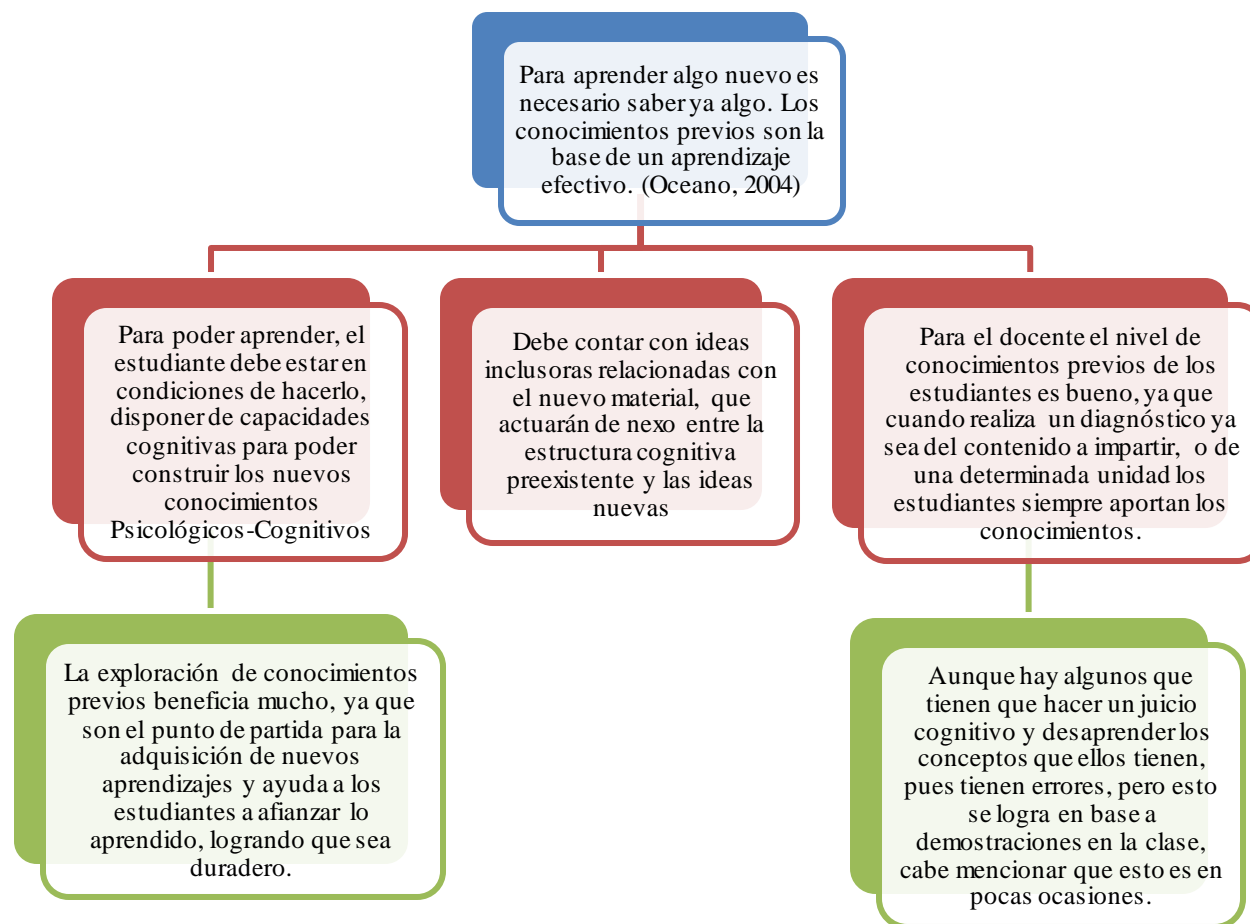 Para aprender algo nuevo es
necesario saber ya algo. Los
conocimientos previos son la
base de un aprendizaje
efectivo. (Oceano, 2004)
Para poder aprender, el
estudiante debe estar en
condiciones de hacerlo,
disponer de capacidades
cognitivas para poder
construir los nuevos
conocimientos
Psicológicos-Cognitivos
Debe contar con ideas
inclusoras relacionadas con
el nuevo material, que
actuarán de nexo entre la
estructura cognitiva
preexistente y las ideas
nuevas
Para el docente el nivel de
conocimientos previos de los
estudiantes es bueno, ya que
cuando realiza un diagnóstico ya
sea del contenido a impartir, o de
una determinada unidad los
estudiantes siempre aportan los
conocimientos.
La exploración de conocimientos
previos beneficia mucho, ya que
son el punto de partida para la
adquisición de nuevos
aprendizajes y ayuda a los
estudiantes a afianzar lo
aprendido, logrando que sea
duradero.
Aunque hay algunos que
tienen que hacer un juicio
cognitivo y desaprender los
conceptos que ellos tienen,
pues tienen errores, pero esto
se logra en base a
demostraciones en la clase,
cabe mencionar que esto es en
pocas ocasiones.